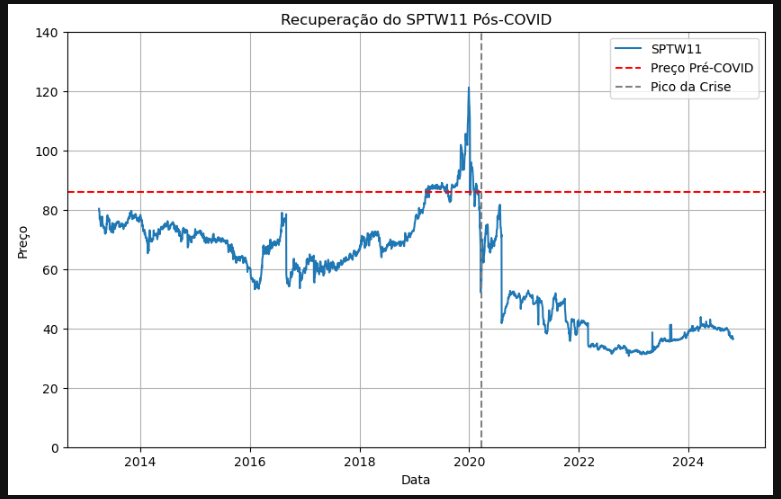 Recuperação do SPTW11 Pós-COVID
SPTW11
Preço Pré-COVID
Pico da Crise
Preço
140
120
100
80
60
40
20
0
2014
2016
2018
2020
2022
2024
Data